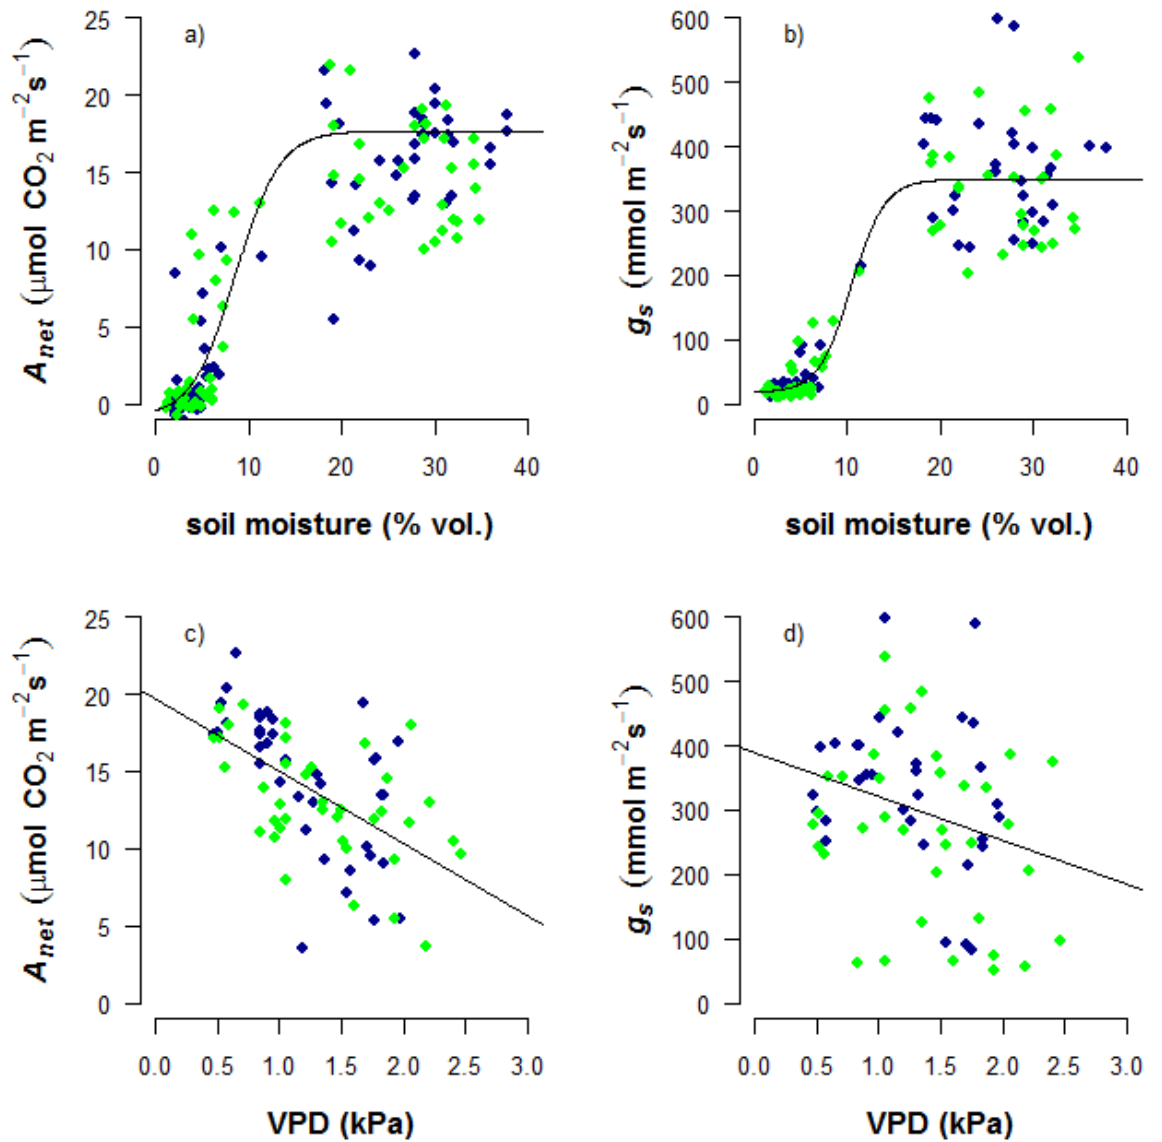 a)
A_net (μmol CO₂ m⁻² s⁻¹)
25
20
15
10
5
0
0 10 20 30 40
soil moisture (% vol.)
b)
g_s (mmol m⁻² s⁻¹)
600
500
400
300
200
100
0
0 10 20 30 40
soil moisture (% vol.)
c)
A_net (μmol CO₂ m⁻² s⁻¹)
25
20
15
10
5
0
0.0 0.5 1.0 1.5 2.0 2.5 3.0
VPD (kPa)
d)
g_s (mmol m⁻² s⁻¹)
600
500
400
300
200
100
0
0.0 0.5 1.0 1.5 2.0 2.5 3.0
VPD (kPa)